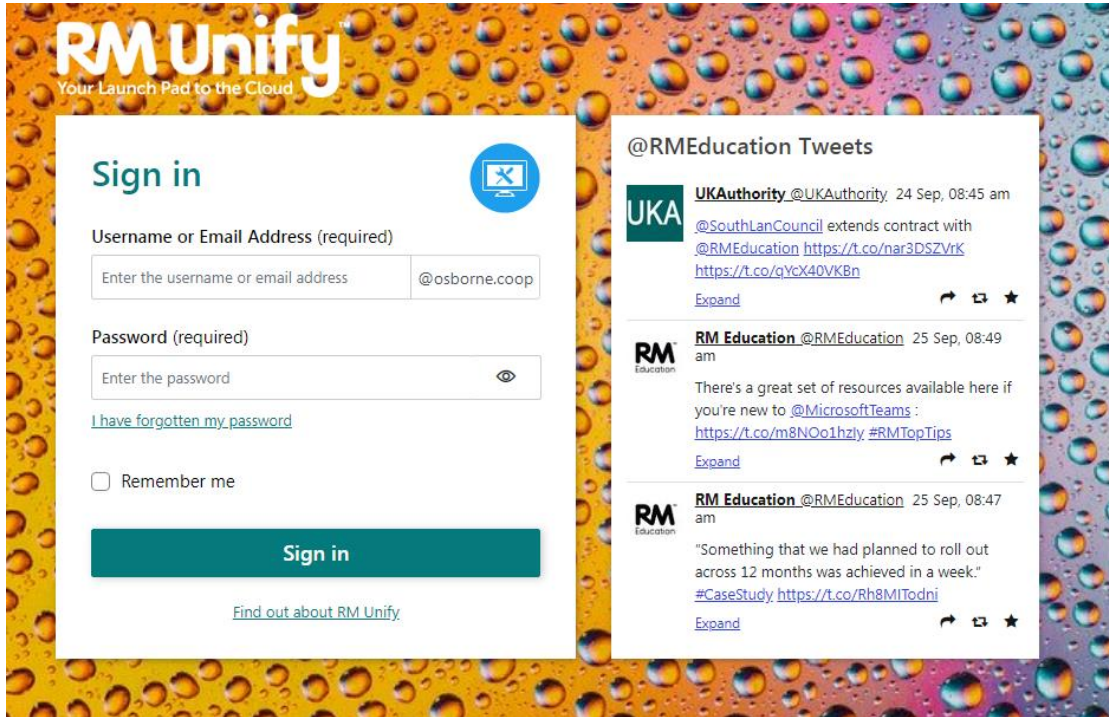 RM Unify™
Your Launch Pad to the Cloud
Sign in
Username or Email Address (required)
Enter the username or email address
@osborne.coop
Password (required)
Enter the password
I have forgotten my password
Remember me
Sign in
Find out about RM Unify
@RMEducation Tweets
UKA
UKAuthority @UKAuthority 24 Sep, 08:45 am
@SouthLanCouncil extends contract with
@RMEducation https://t.co/nar3DSZVrK
https://t.co/qYcX40VKBn
Expand
RM
Education
RM Education @RMEducation 25 Sep, 08:49
am
There's a great set of resources available here if
you're new to @MicrosoftTeams :
https://t.co/m8NOo1hzIy #RMTopTips
Expand
RM
Education
RM Education @RMEducation 25 Sep, 08:47
am
"Something that we had planned to roll out
across 12 months was achieved in a week."
#CaseStudy https://t.co/Rh8MITodni
Expand